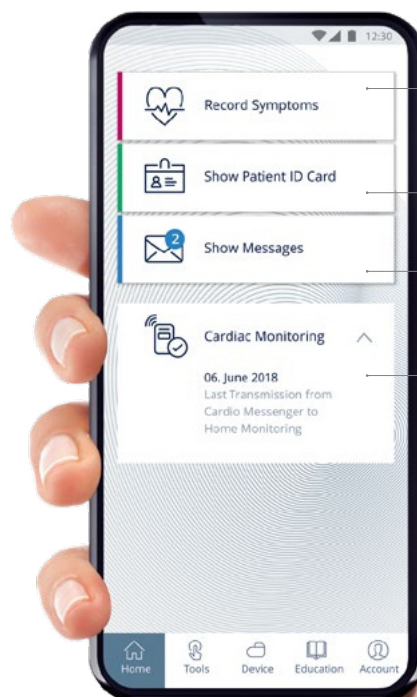 12:30
Record Symptoms
Show Patient ID Card
2
Show Messages
Cardiac Monitoring
06. June 2018
Last Transmission from
Cardio Messenger to
Home Monitoring
Home Tools Device Education Account